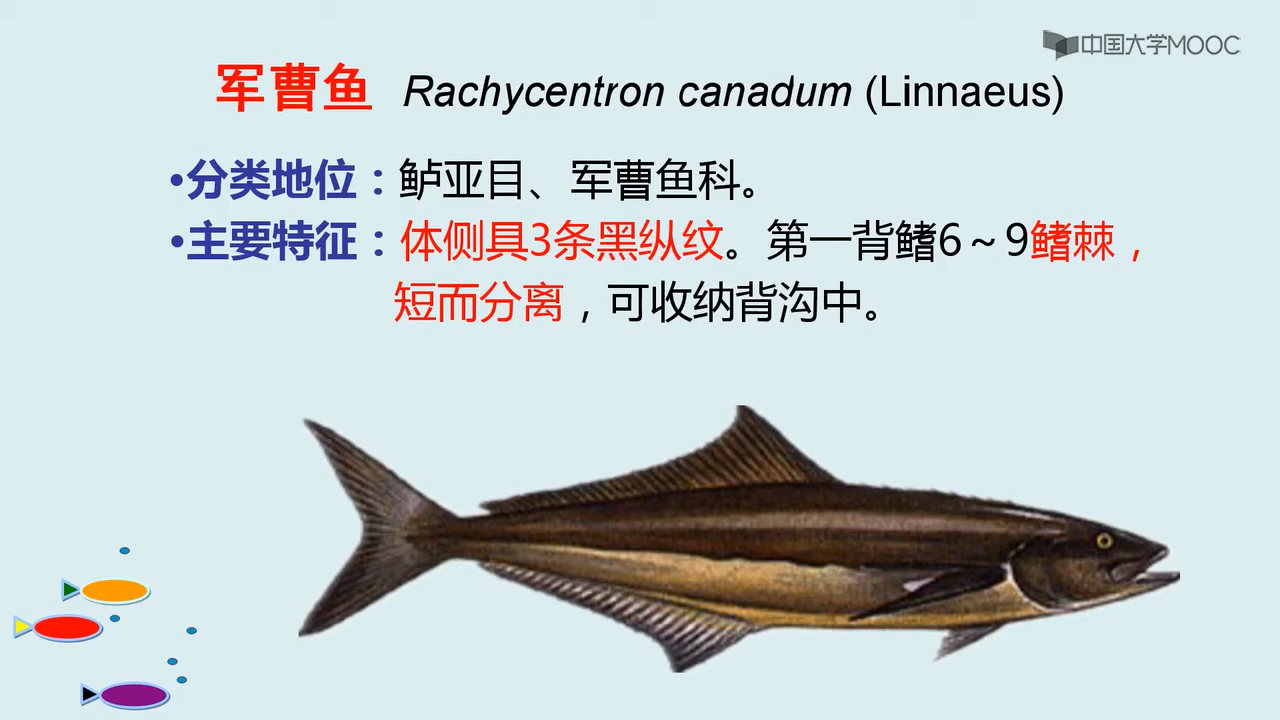 中国大学MOOC
军曹鱼 Rachycentron canadum (Linnaeus)
•分类地位：鲈亚目、军曹鱼科。
•主要特征：体侧具3条黑纵纹。第一背鳍6～9鳍棘，
短而分离，可收纳背沟中。